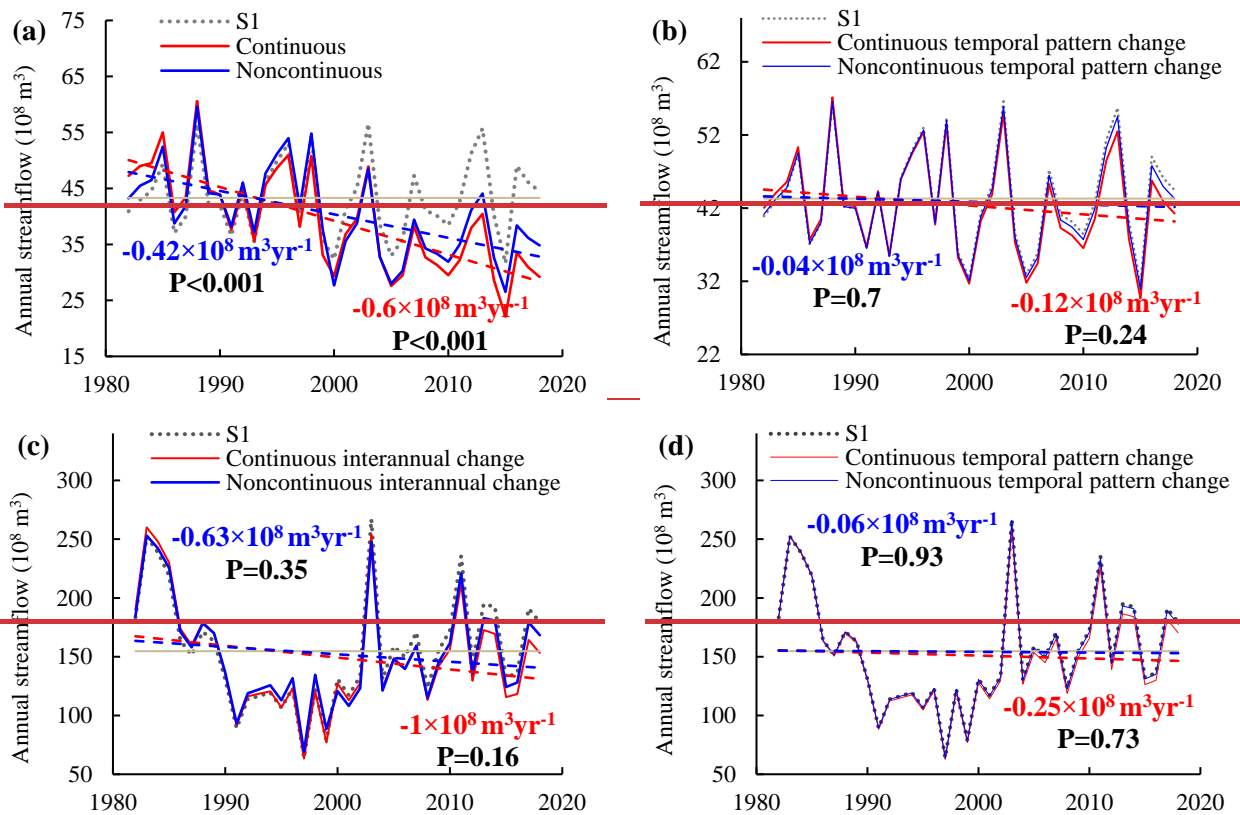 (a)
S1
Continuous
Noncontinuous
Annual streamflow (10⁸ m³)
75
65
55
45
35
25
15
-0.42×10⁸ m³yr⁻¹
P<0.001
-0.6×10⁸ m³yr⁻¹
P<0.001
1980 1990 2000 2010 2020
(b)
S1
Continuous temporal pattern change
Noncontinuous temporal pattern change
Annual streamflow (10⁸ m³)
62
52
42
32
22
-0.04×10⁸ m³yr⁻¹
P=0.7
-0.12×10⁸ m³yr⁻¹
P=0.24
1980 1990 2000 2010 2020
(c)
S1
Continuous interannual change
Noncontinuous interannual change
Annual streamflow (10⁸ m³)
300
250
200
150
100
50
-0.63×10⁸ m³yr⁻¹
P=0.35
-1×10⁸ m³yr⁻¹
P=0.16
1980 1990 2000 2010 2020
(d)
S1
Continuous temporal pattern change
Noncontinuous temporal pattern change
Annual streamflow (10⁸ m³)
300
250
200
150
100
50
-0.06×10⁸ m³yr⁻¹
P=0.93
-0.25×10⁸ m³yr⁻¹
P=0.73
1980 1990 2000 2010 2020